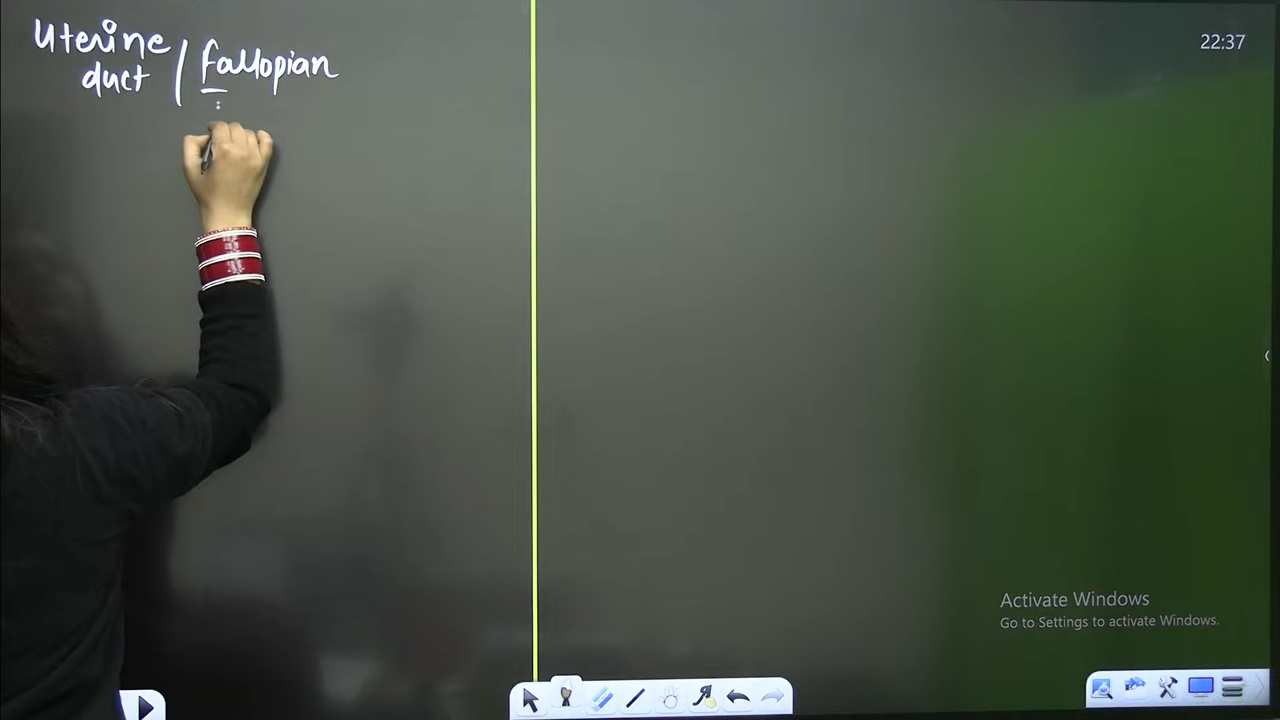 Uterine / fallopian
duct
22:37
Activate Windows
Go to Settings to activate Windows.